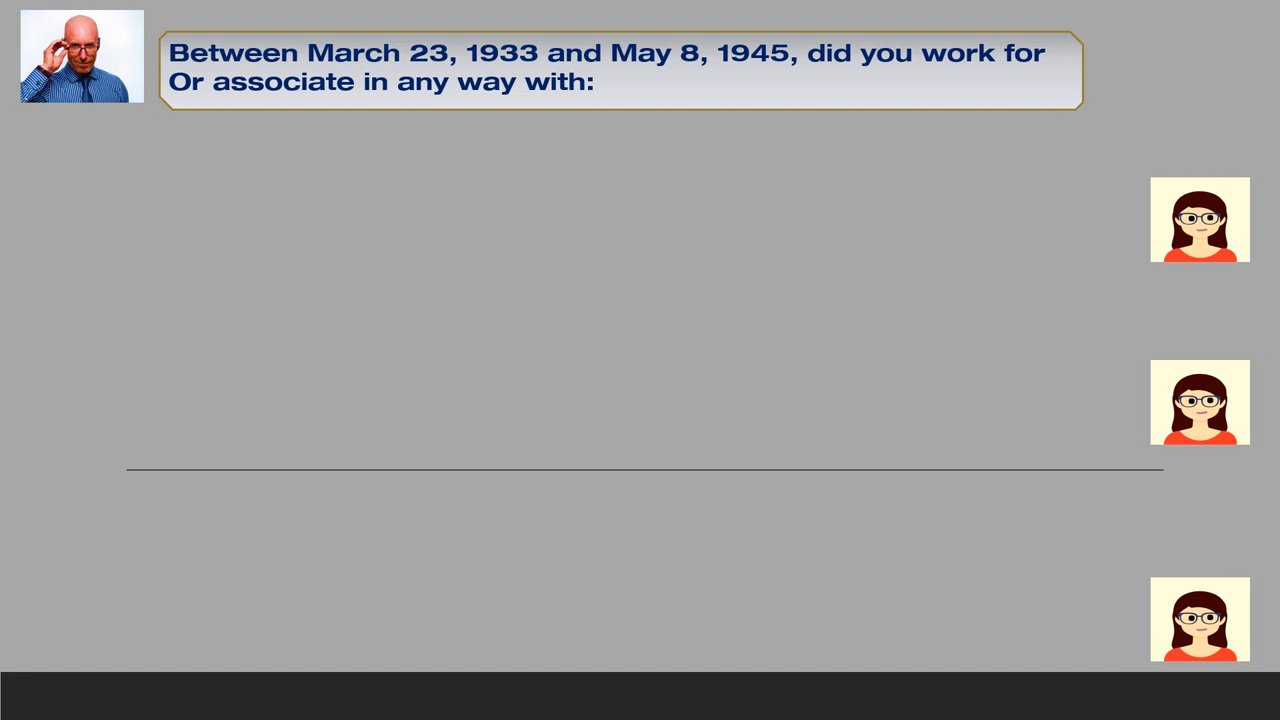 Between March 23, 1933 and May 8, 1945, did you work for
Or associate in any way with: